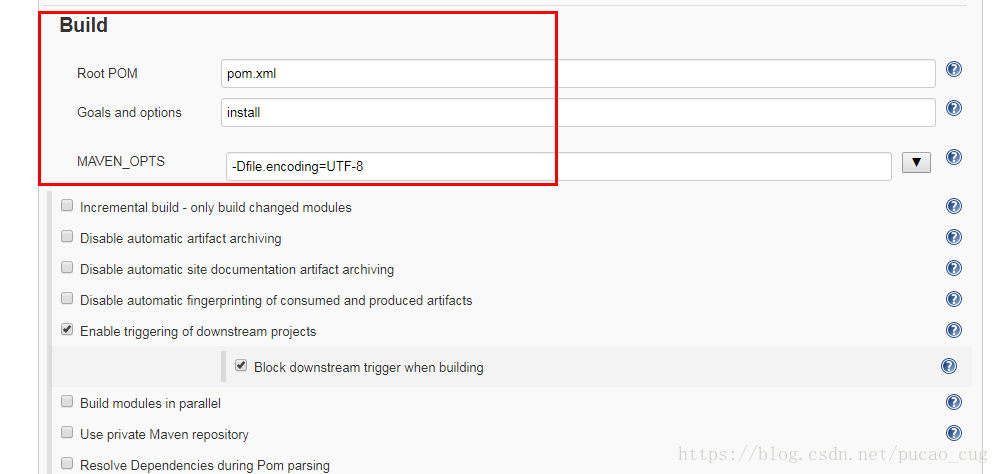 Build
Root POM pom.xml
Goals and options install
MAVEN_OPTS -Dfile.encoding=UTF-8 ▼
Incremental build - only build changed modules
Disable automatic artifact archiving
Disable automatic site documentation artifact archiving
Disable automatic fingerprinting of consumed and produced artifacts
Enable triggering of downstream projects
Block downstream trigger when building
Build modules in parallel
Use private Maven repository
https://blog.csdn.net/pucao_cug
Resolve Dependencies during Pom parsing